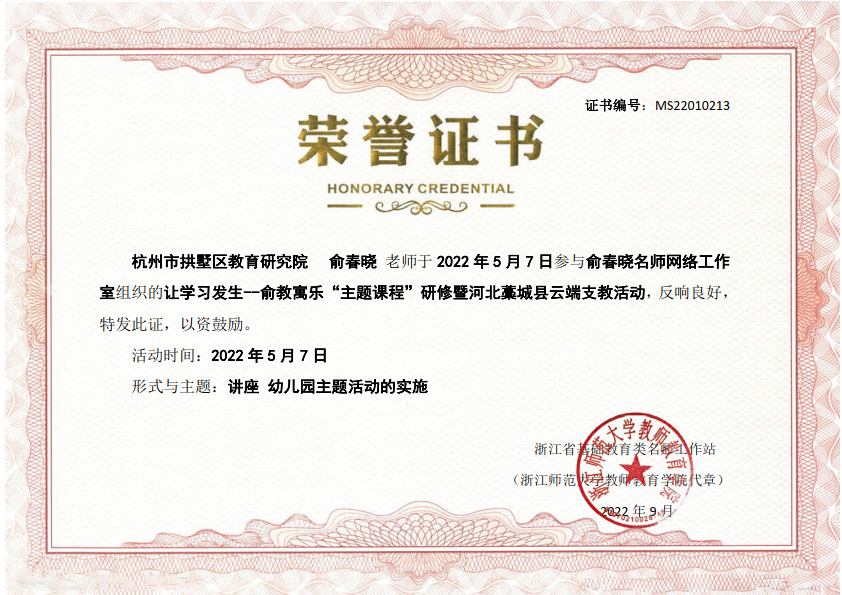 证书编号：MS22010213
荣誉证书
HONORARY CREDENTIAL
杭州市拱墅区教育研究院 俞春晓 老师于 2022 年 5 月 7 日参与俞春晓名师网络工作
室组织的让学习发生--俞教寓乐“主题课程”研修暨河北藁城县云端支教活动，反响良好，
特发此证，以资鼓励。
活动时间：2022 年 5 月 7 日
形式与主题：讲座 幼儿园主题活动的实施
浙江省基础教育类名师工作站
（浙江师范大学教师教育学院代章）
2022 年 9 月
浙江师范大学教师教育学院